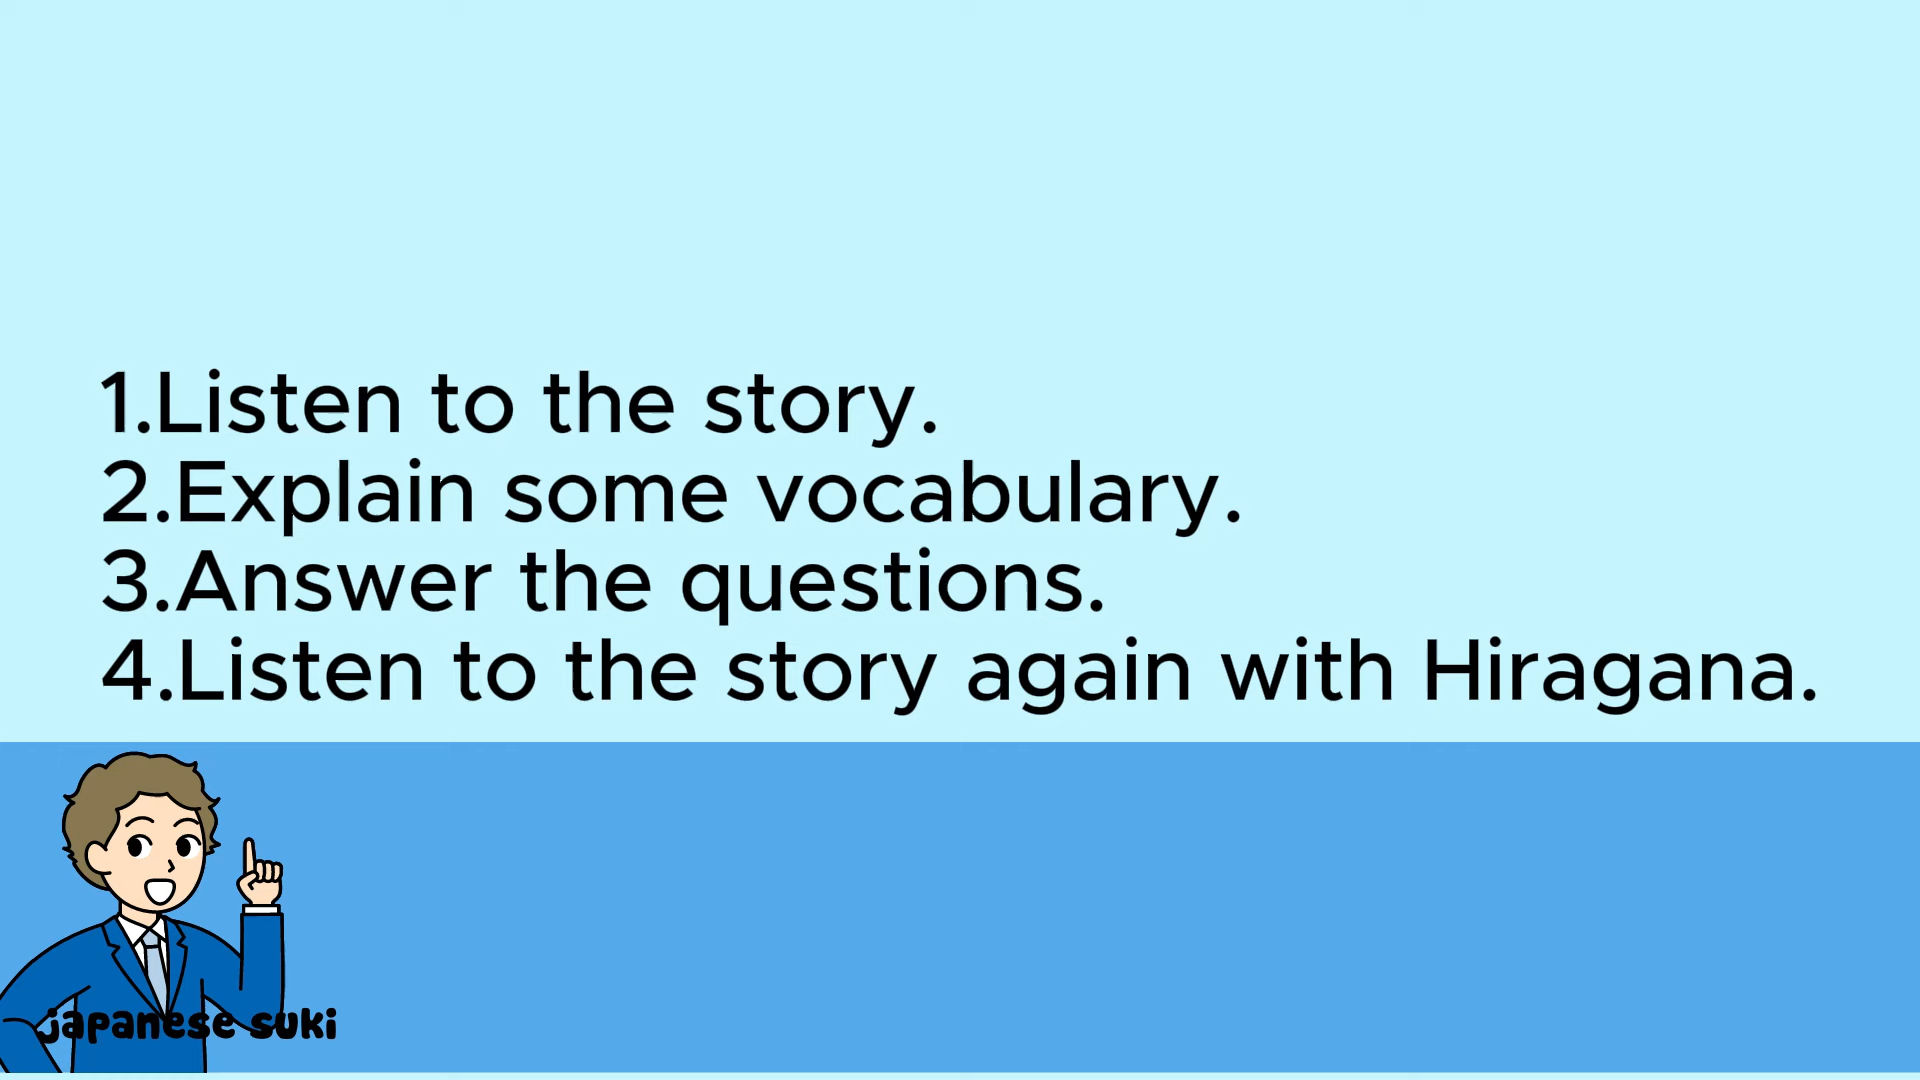 1.Listen to the story.
2.Explain some vocabulary.
3.Answer the questions.
4.Listen to the story again with Hiragana.
japanese suki